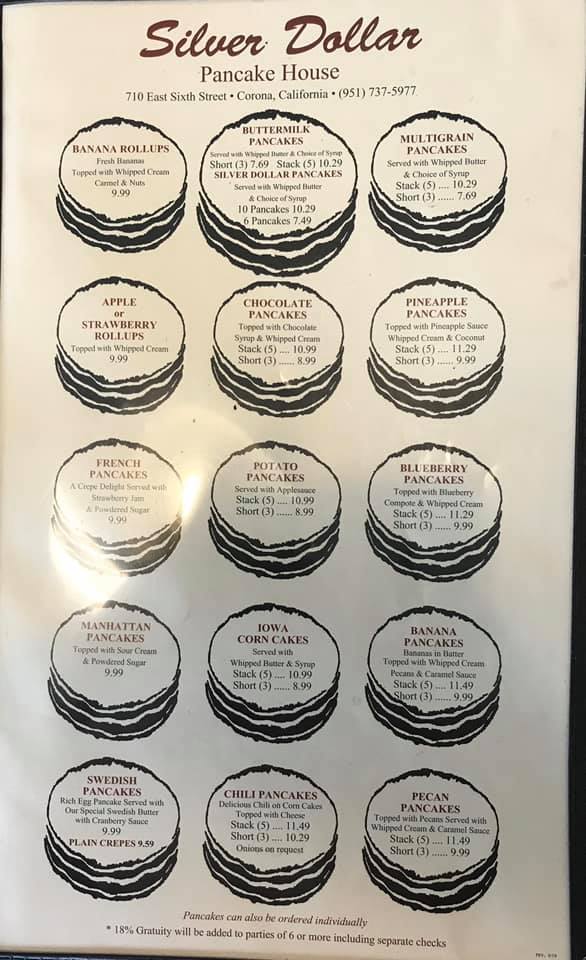 Silver Dollar
Pancake House
710 East Sixth Street • Corona, California • (951) 737-5977
BANANA ROLLUPS
Fresh Bananas
Topped with Whipped Cream
Carmel & Nuts
9.99
BUTTERMILK
PANCAKES
Served with Whipped Butter & Choice of Syrup
Short (3) 7.69 Stack (5) 10.29
SILVER DOLLAR PANCAKES
Served with Whipped Butter
& Choice of Syrup
10 Pancakes 10.29
6 Pancakes 7.49
MULTIGRAIN
PANCAKES
Served with Whipped Butter
& Choice of Syrup
Stack (5) .... 10.29
Short (3) ...... 7.69
APPLE
or
STRAWBERRY
ROLLUPS
Topped with Whipped Cream
9.99
CHOCOLATE
PANCAKES
Topped with Chocolate
Syrup & Whipped Cream
Stack (5) .... 10.99
Short (3) ...... 8.99
PINEAPPLE
PANCAKES
Topped with Pineapple Sauce
Whipped Cream & Coconut
Stack (5) .... 11.29
Short (3) ...... 9.99
FRENCH
PANCAKES
A Crepe Delight Served with
Strawberry Jam
& Powdered Sugar
9.99
POTATO
PANCAKES
Served with Applesauce
Stack (5) .... 10.99
Short (3) ...... 8.99
BLUEBERRY
PANCAKES
Topped with Blueberry
Compote & Whipped Cream
Stack (5) .... 11.29
Short (3) ...... 9.99
MANHATTAN
PANCAKES
Topped with Sour Cream
& Powdered Sugar
9.99
IOWA
CORN CAKES
Served with
Whipped Butter & Syrup
Stack (5) .... 10.99
Short (3) ...... 8.99
BANANA
PANCAKES
Bananas in Batter
Topped with Whipped Cream
Pecans & Caramel Sauce
Stack (5) .... 11.49
Short (3) ...... 9.99
SWEDISH
PANCAKES
Rich Egg Pancake Served with
Our Special Swedish Butter
with Cranberry Sauce
9.99
PLAIN CREPES 9.59
CHILI PANCAKES
Delicious Chili on Corn Cakes
Topped with Cheese
Stack (5) .... 11.49
Short (3) .... 10.29
Onions on request
PECAN
PANCAKES
Topped with Pecans Served with
Whipped Cream & Caramel Sauce
Stack (5) .... 11.49
Short (3) ...... 9.99
Pancakes can also be ordered individually
* 18% Gratuity will be added to parties of 6 or more including separate checks